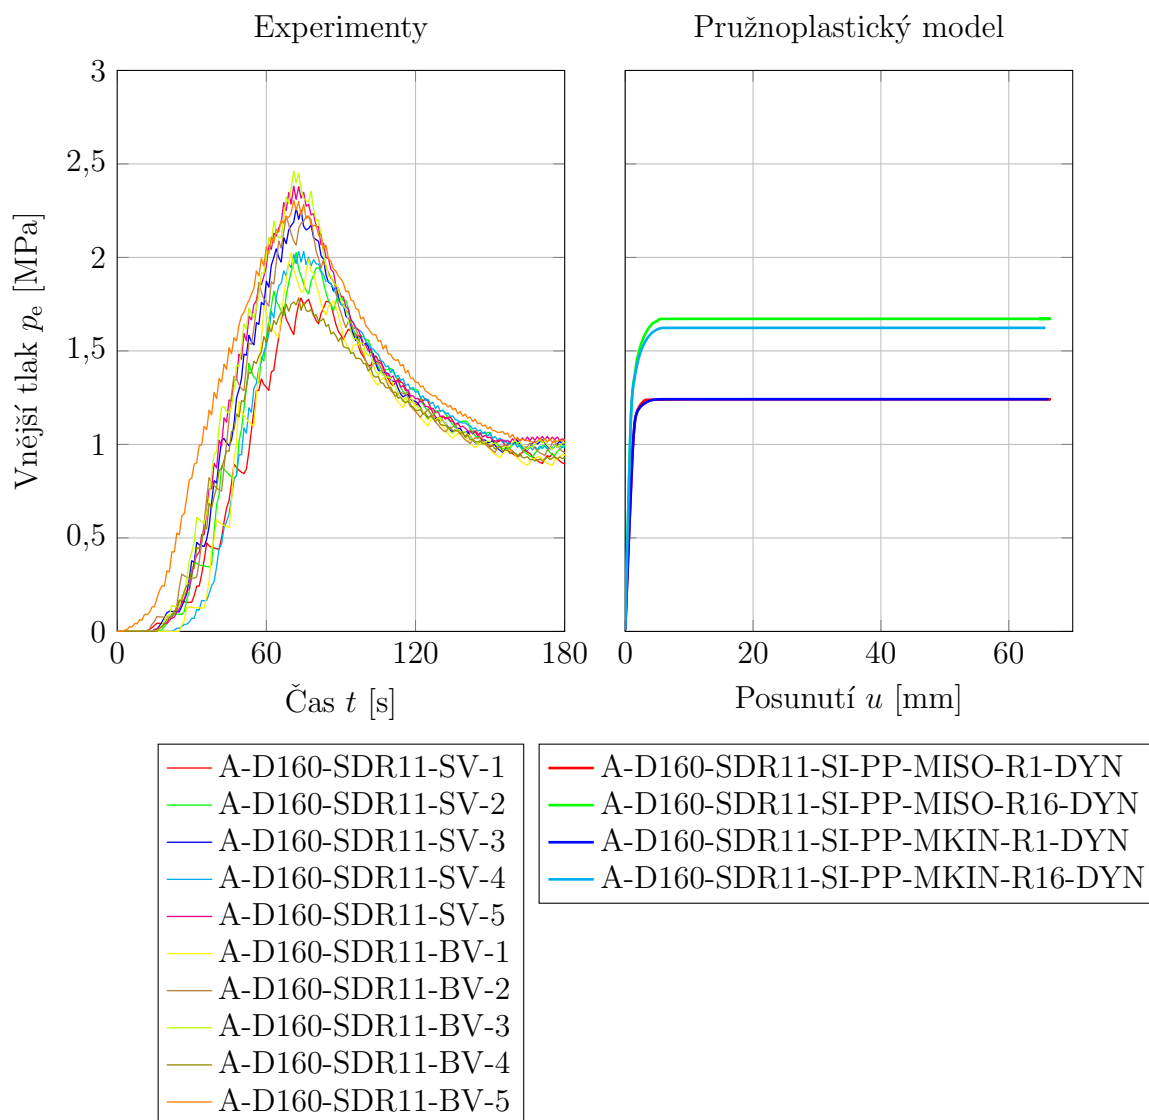 Experimenty
Pružnoplastický model
Vnější tlak pe [MPa]
3
2,5
2
1,5
1
0,5
0
0 60 120 180
Čas t [s]
0 20 40 60
Posunutí u [mm]
A-D160-SDR11-SV-1
A-D160-SDR11-SV-2
A-D160-SDR11-SV-3
A-D160-SDR11-SV-4
A-D160-SDR11-SV-5
A-D160-SDR11-BV-1
A-D160-SDR11-BV-2
A-D160-SDR11-BV-3
A-D160-SDR11-BV-4
A-D160-SDR11-BV-5
A-D160-SDR11-SI-PP-MISO-R1-DYN
A-D160-SDR11-SI-PP-MISO-R16-DYN
A-D160-SDR11-SI-PP-MKIN-R1-DYN
A-D160-SDR11-SI-PP-MKIN-R16-DYN